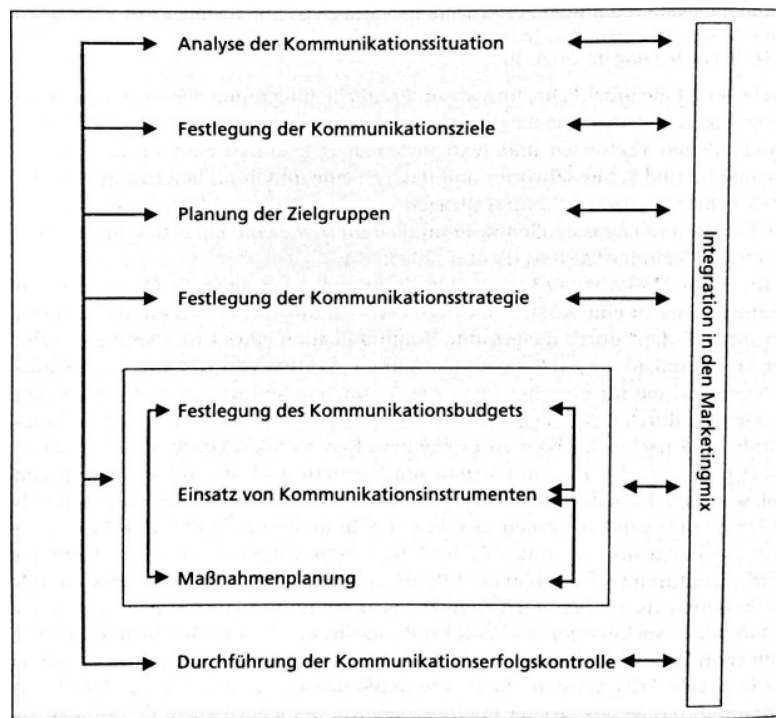 Analyse der Kommunikationssituation
Festlegung der Kommunikationsziele
Planung der Zielgruppen
Festlegung der Kommunikationsstrategie
Festlegung des Kommunikationsbudgets
Einsatz von Kommunikationsinstrumenten
Maßnahmenplanung
Durchführung der Kommunikationserfolgskontrolle
Integration in den Marketingmix